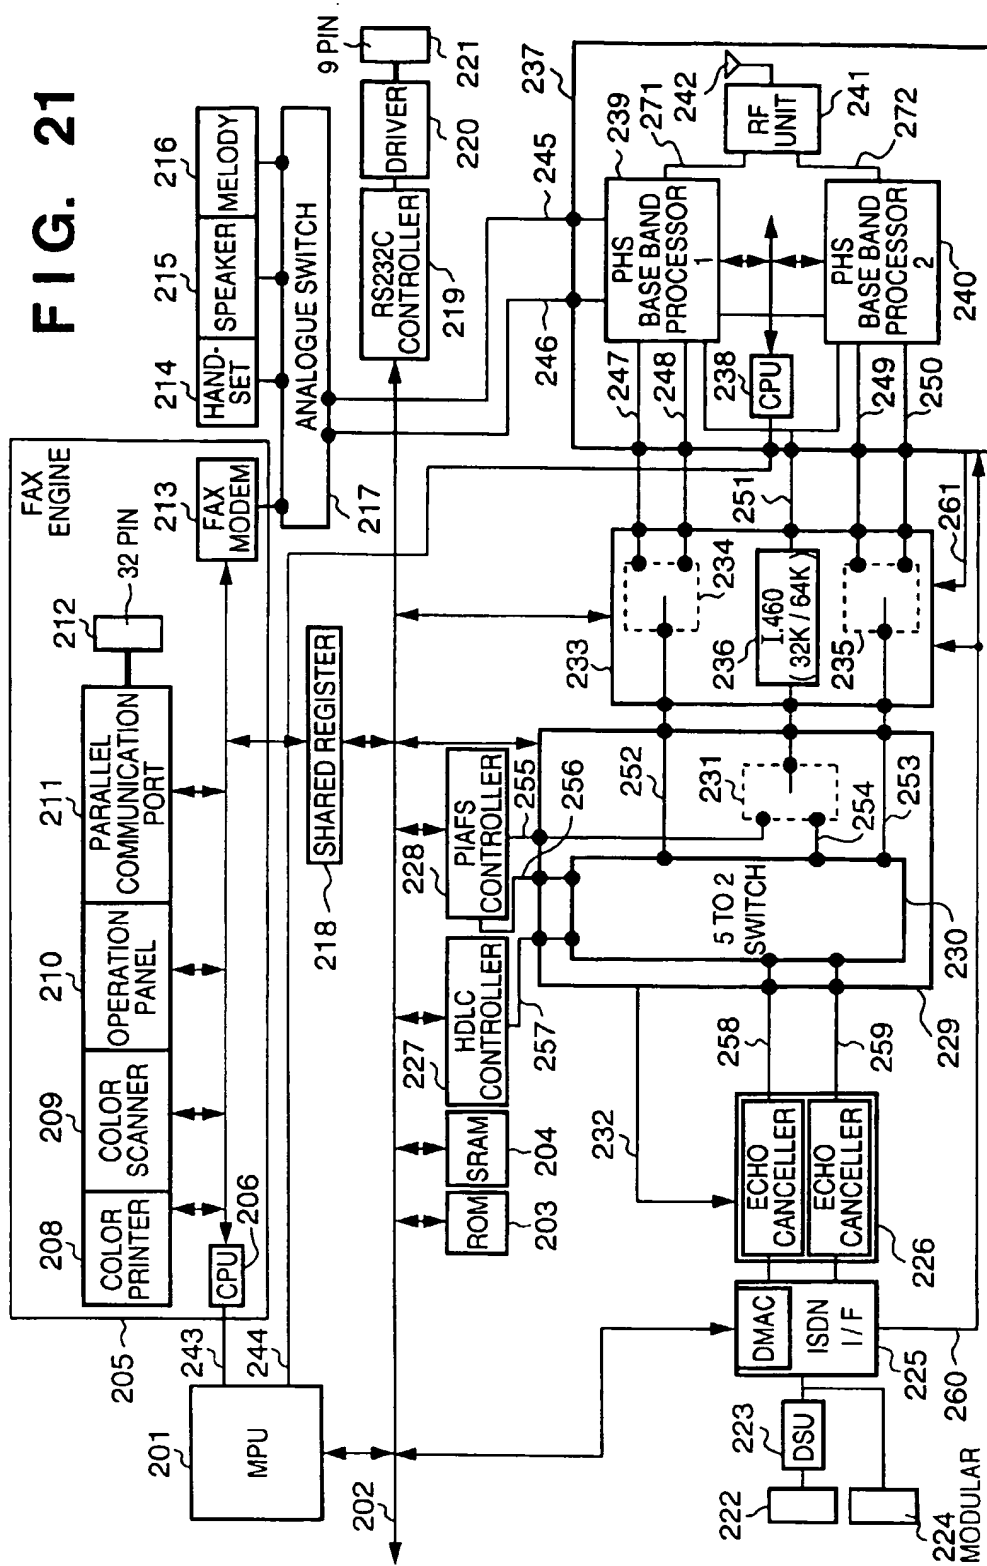 FIG. 21
FAX
ENGINE
205
208
COLOR
PRINTER
209
COLOR
SCANNER
210
OPERATION
PANEL
211
PARALLEL
COMMUNICATION
PORT
212
32 PIN
CPU
206
213
FAX
MODEM
214
HAND-
SET
215
SPEAKER
216
MELODY
ANALOGUE SWITCH
217
9 PIN
221
DRIVER
220
RS232C
CONTROLLER
219
201
MPU
243
244
202
SHARED REGISTER
218
ROM
203
SRAM
204
227
HDLC
CONTROLLER
228
PIAFS
CONTROLLER
255
256
257
232
5 TO 2
SWITCH
230
229
231
252
253
254
258
259
ECHO
CANCELLER
ECHO
CANCELLER
226
DMAC
ISDN
I/F
225
260
222
223
DSU
224
MODULAR
233
234
235
236
I.460
(32K / 64K)
261
251
246
245
247
248
249
250
237
238
CPU
239
PHS
BASE BAND
PROCESSOR
1
PHS
BASE BAND
PROCESSOR
2
240
271
272
RF
UNIT
241
242